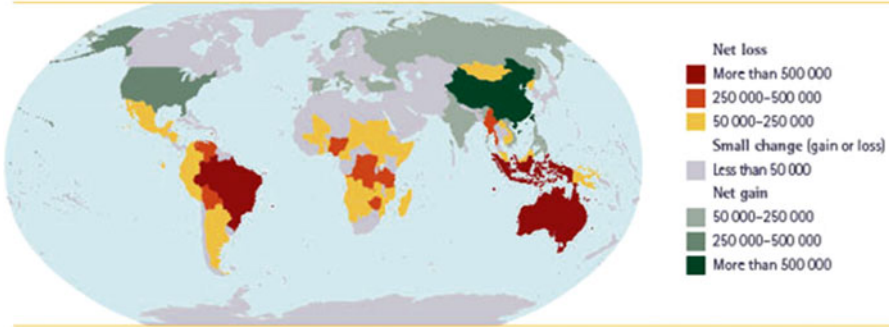 Net loss
More than 500 000
250 000–500 000
50 000–250 000
Small change (gain or loss)
Less than 50 000
Net gain
50 000–250 000
250 000–500 000
More than 500 000